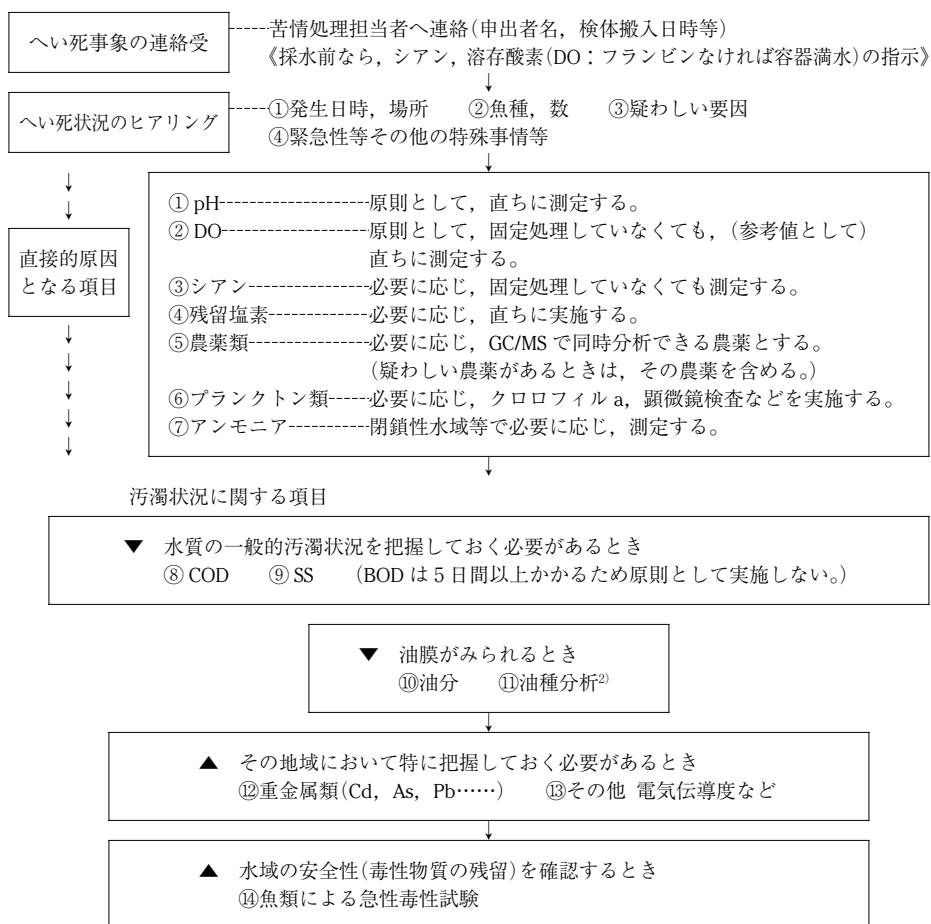 へい死事象の連絡受
苦情処理担当者へ連絡(申出者名，検体搬入日時等)
《採水前なら，シアン，溶存酸素(DO：フランビンなければ容器満水)の指示》
へい死状況のヒアリング
①発生日時，場所　②魚種，数　③疑わしい要因
④緊急性等その他の特殊事情等
直接的原因
となる項目
① pH 原則として，直ちに測定する。
② DO 原則として，固定処理していなくても，(参考値として)
直ちに測定する。
③シアン 必要に応じ，固定処理していなくても測定する。
④残留塩素 必要に応じ，直ちに実施する。
⑤農薬類 必要に応じ，GC/MS で同時分析できる農薬とする。
(疑わしい農薬があるときは，その農薬を含める。)
⑥プランクトン類 必要に応じ，クロロフィル a，顕微鏡検査などを実施する。
⑦アンモニア 閉鎖性水域等で必要に応じ，測定する。
汚濁状況に関する項目
▼ 水質の一般的汚濁状況を把握しておく必要があるとき
⑧ COD　⑨ SS　(BOD は 5 日間以上かかるため原則として実施しない。)
▼ 油膜がみられるとき
⑩油分　⑪油種分析2)
▲ その地域において特に把握しておく必要があるとき
⑫重金属類(Cd，As，Pb……)　⑬その他 電気伝導度など
▲ 水域の安全性(毒性物質の残留)を確認するとき
⑭魚類による急性毒性試験